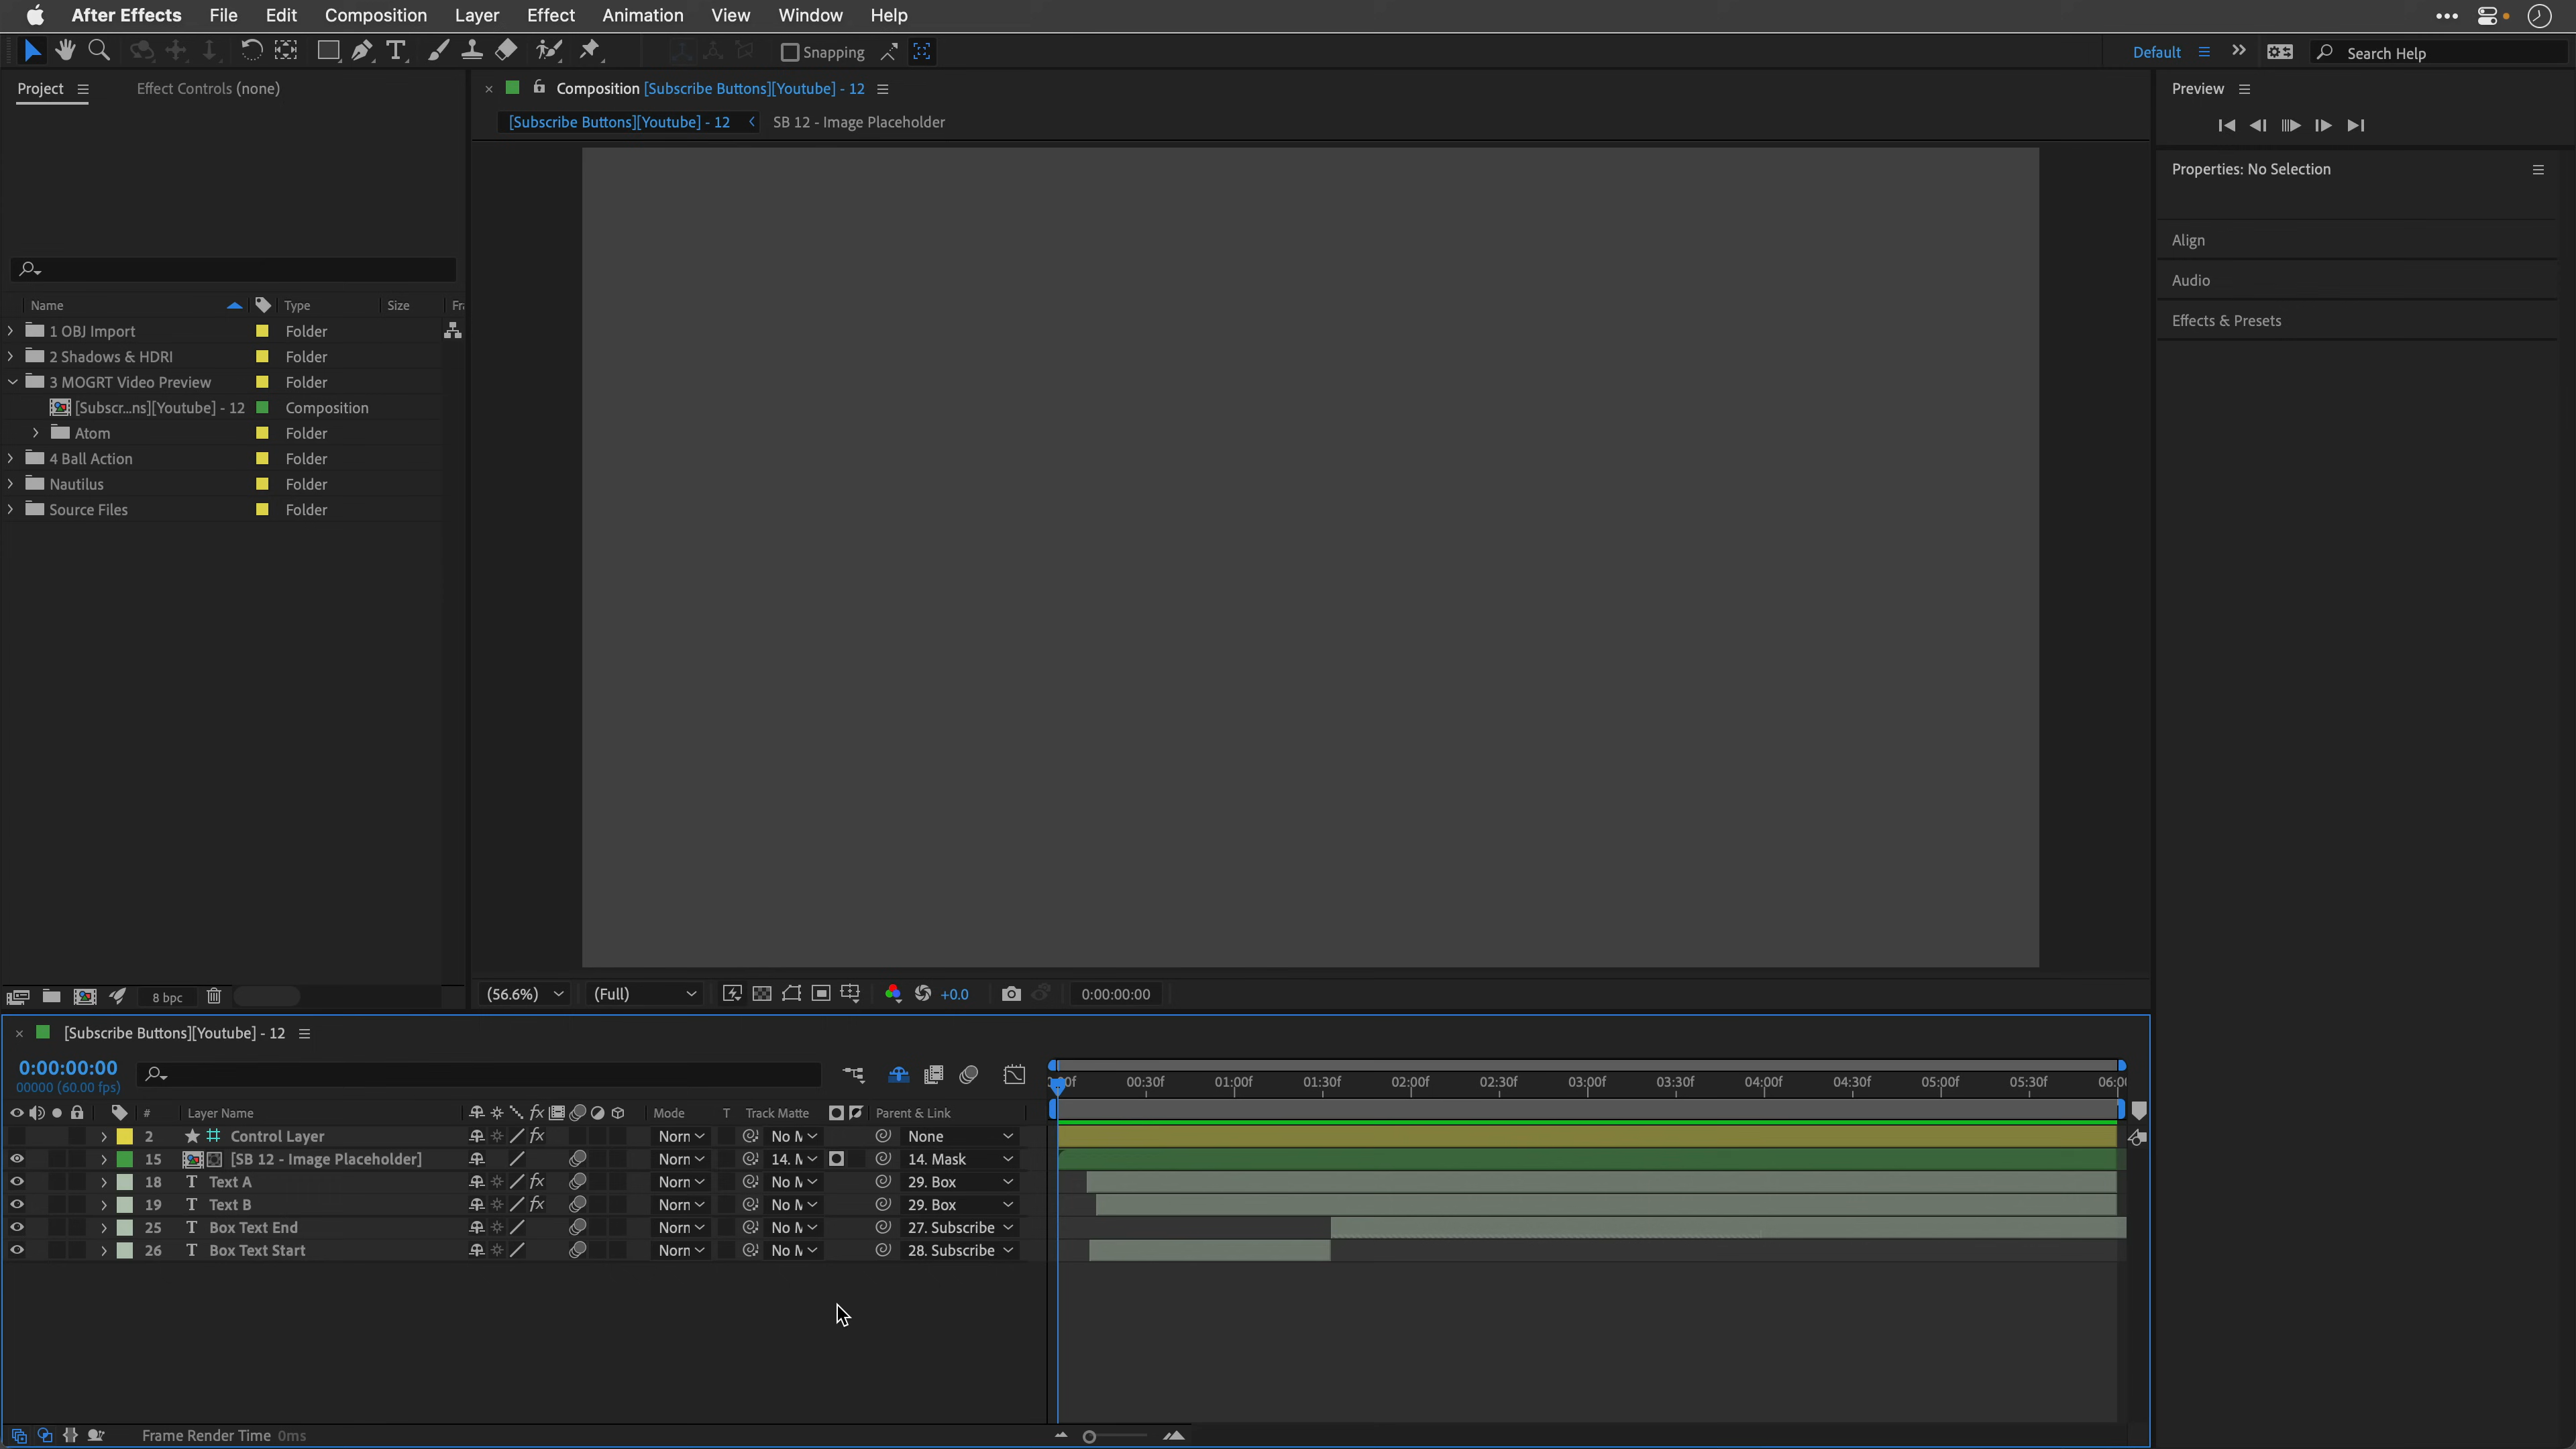 After Effects File Edit Composition Layer Effect Animation View Window Help
Snapping Default Search Help
Project Effect Controls (none)
Composition [Subscribe Buttons][Youtube] - 12
[Subscribe Buttons][Youtube] - 12 SB 12 - Image Placeholder
Preview
Properties: No Selection
Align
Audio
Effects & Presets
Name Type Size Fr
1 OBJ Import Folder
2 Shadows & HDRI Folder
3 MOGRT Video Preview Folder
[Subscr...ns][Youtube] - 12 Composition
Atom Folder
4 Ball Action Folder
Nautilus Folder
Source Files Folder
8 bpc
(56.6%) (Full) +0.0 0:00:00:00
[Subscribe Buttons][Youtube] - 12
0:00:00:00
00000 (60.00 fps)
00f 00:30f 01:00f 01:30f 02:00f 02:30f 03:00f 03:30f 04:00f 04:30f 05:00f 05:30f 06:0
# Layer Name fx Mode T Track Matte Parent & Link
2 Control Layer fx Norn No M None
15 [SB 12 - Image Placeholder] Norn 14. M 14. Mask
18 T Text A fx Norn No M 29. Box
19 T Text B fx Norn No M 29. Box
25 T Box Text End Norn No M 27. Subscribe
26 T Box Text Start Norn No M 28. Subscribe
Frame Render Time 0ms